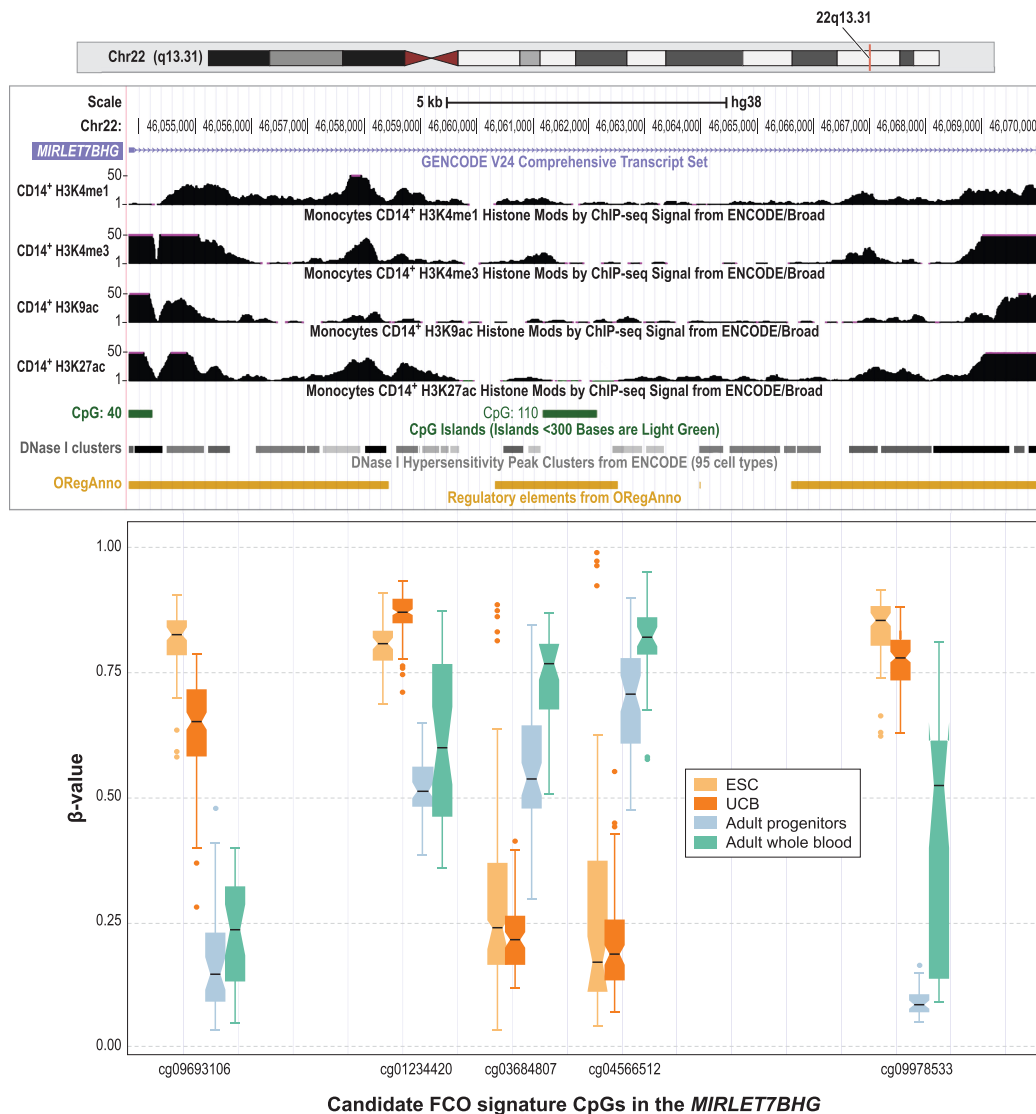 22q13.31
Chr22 (q13.31)
Scale 5 kb hg38
Chr22: 46,055,000 46,056,000 46,057,000 46,058,000 46,059,000 46,060,000 46,061,000 46,062,000 46,063,000 46,065,000 46,066,000 46,067,000 46,068,000 46,069,000 46,070,000
MIRLET7BHG
GENCODE V24 Comprehensive Transcript Set
CD14+ H3K4me1 50 1
Monocytes CD14+ H3K4me1 Histone Mods by ChIP-seq Signal from ENCODE/Broad
CD14+ H3K4me3 50 1
Monocytes CD14+ H3K4me3 Histone Mods by ChIP-seq Signal from ENCODE/Broad
CD14+ H3K9ac 50 1
Monocytes CD14+ H3K9ac Histone Mods by ChIP-seq Signal from ENCODE/Broad
CD14+ H3K27ac 50 1
Monocytes CD14+ H3K27ac Histone Mods by ChIP-seq Signal from ENCODE/Broad
CpG: 40 CpG: 110
CpG Islands (Islands <300 Bases are Light Green)
DNase I clusters
DNase I Hypersensitivity Peak Clusters from ENCODE (95 cell types)
ORegAnno
Regulatory elements from ORegAnno
1.00
0.75
0.50
0.25
0.00
β-value
ESC
UCB
Adult progenitors
Adult whole blood
cg09693106 cg01234420 cg03684807 cg04566512 cg09978533
Candidate FCO signature CpGs in the MIRLET7BHG